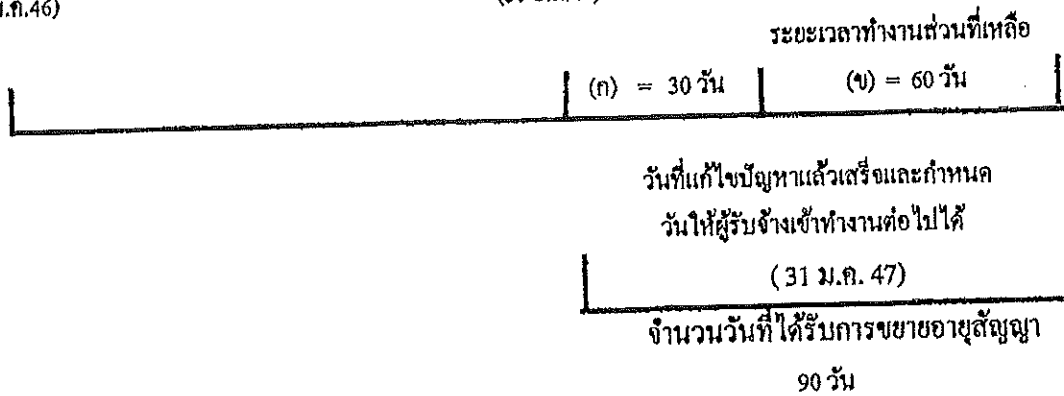 ม.ค.46)
ระยะเวลาทำงานส่วนที่เหลือ
(ก) = 30 วัน (ข) = 60 วัน
วันที่แก้ไขปัญหาแล้วเสร็จและกำหนด
วันให้ผู้รับจ้างเข้าทำงานต่อไปได้
( 31 ม.ค. 47)
จำนวนวันที่ได้รับการขยายอายุสัญญา
90 วัน